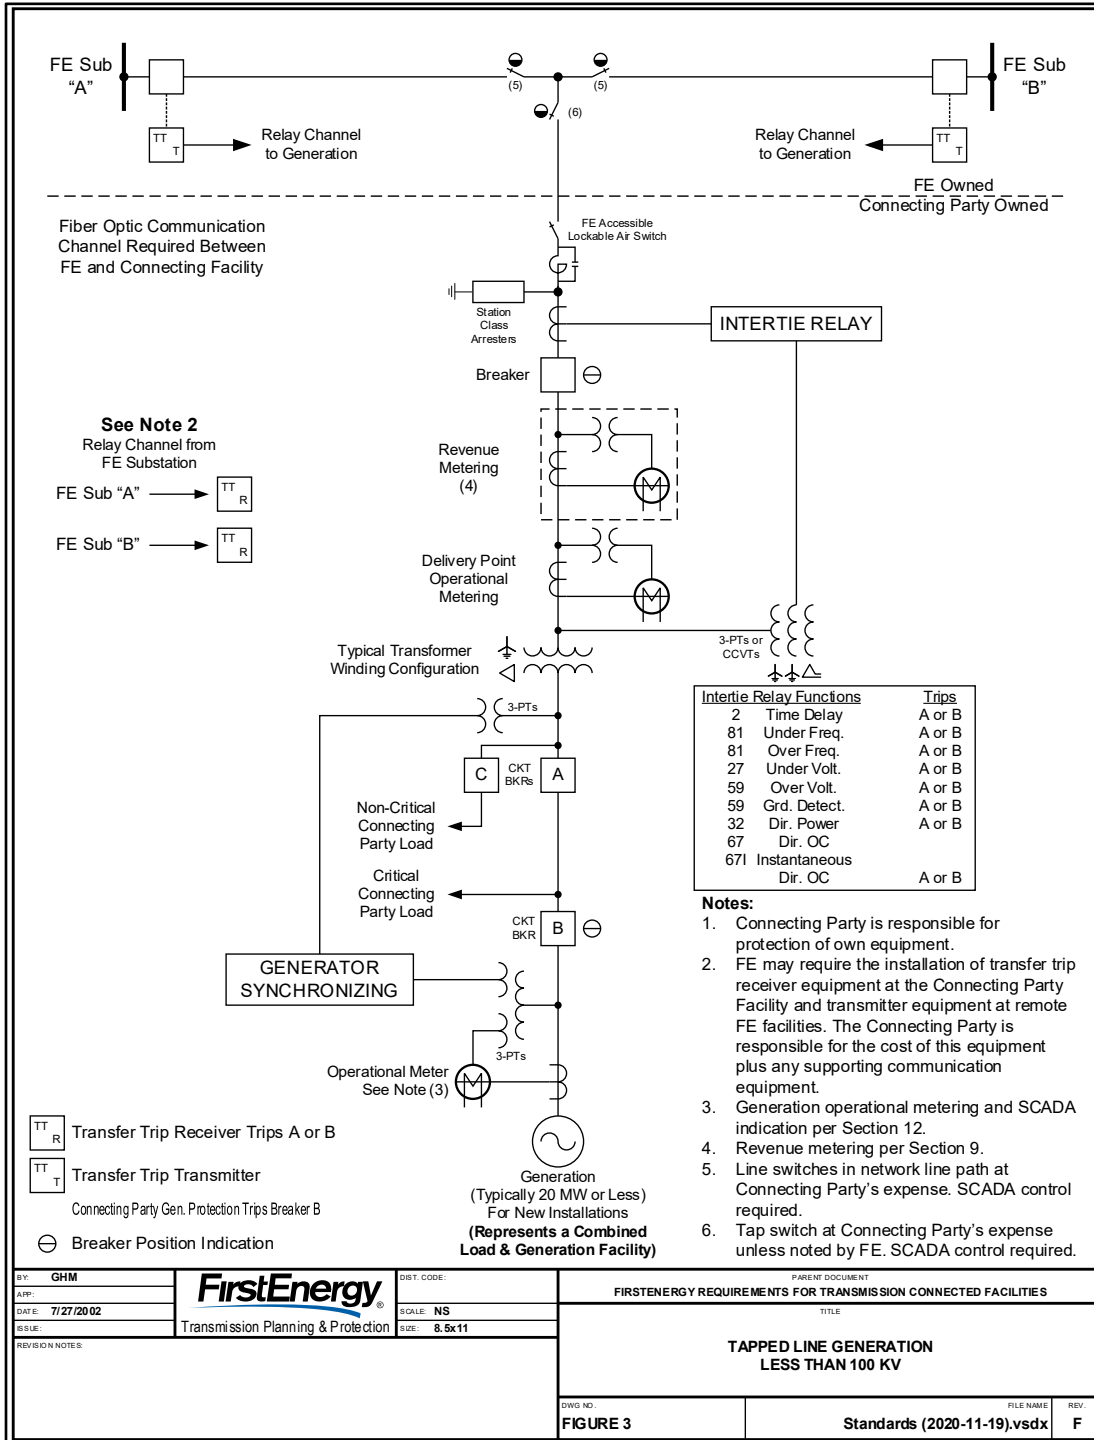 FE Sub
"A"
FE Sub
"B"
(5)
(5)
(6)
TT
T
Relay Channel
to Generation
Relay Channel
to Generation
TT
T
FE Owned
Connecting Party Owned
Fiber Optic Communication
Channel Required Between
FE and Connecting Facility
FE Accessible
Lockable Air Switch
Station
Class
Arresters
INTERTIE RELAY
Breaker
See Note 2
Relay Channel from
FE Substation
FE Sub "A"
TT
R
FE Sub "B"
TT
R
Revenue
Metering
(4)
Delivery Point
Operational
Metering
3-PTs or
CCVTs
Typical Transformer
Winding Configuration
3-PTs
C
CKT
BKRs
A
Non-Critical
Connecting
Party Load
Critical
Connecting
Party Load
CKT
BKR
B
GENERATOR
SYNCHRONIZING
3-PTs
Operational Meter
See Note (3)
Generation
(Typically 20 MW or Less)
For New Installations
(Represents a Combined
Load & Generation Facility)
Intertie Relay Functions Trips
2 Time Delay A or B
81 Under Freq. A or B
81 Over Freq. A or B
27 Under Volt. A or B
59 Over Volt. A or B
59 Grd. Detect. A or B
32 Dir. Power A or B
67 Dir. OC
67I Instantaneous
Dir. OC A or B
Notes:
1. Connecting Party is responsible for
protection of own equipment.
2. FE may require the installation of transfer trip
receiver equipment at the Connecting Party
Facility and transmitter equipment at remote
FE facilities. The Connecting Party is
responsible for the cost of this equipment
plus any supporting communication
equipment.
3. Generation operational metering and SCADA
indication per Section 12.
4. Revenue metering per Section 9.
5. Line switches in network line path at
Connecting Party's expense. SCADA control
required.
6. Tap switch at Connecting Party's expense
unless noted by FE. SCADA control required.
TT
R
Transfer Trip Receiver Trips A or B
TT
T
Transfer Trip Transmitter
Connecting Party Gen. Protection Trips Breaker B
Breaker Position Indication
BY: GHM
APP:
DATE: 7/27/2002
ISSUE:
REVISION NOTES:
FirstEnergy®
Transmission Planning & Protection
DIST. CODE:
SCALE: NS
SIZE: 8.5x11
PARENT DOCUMENT
FIRSTENERGY REQUIREMENTS FOR TRANSMISSION CONNECTED FACILITIES
TITLE
TAPPED LINE GENERATION
LESS THAN 100 KV
DWG NO.
FIGURE 3
FILE NAME
Standards (2020-11-19).vsdx
REV.
F